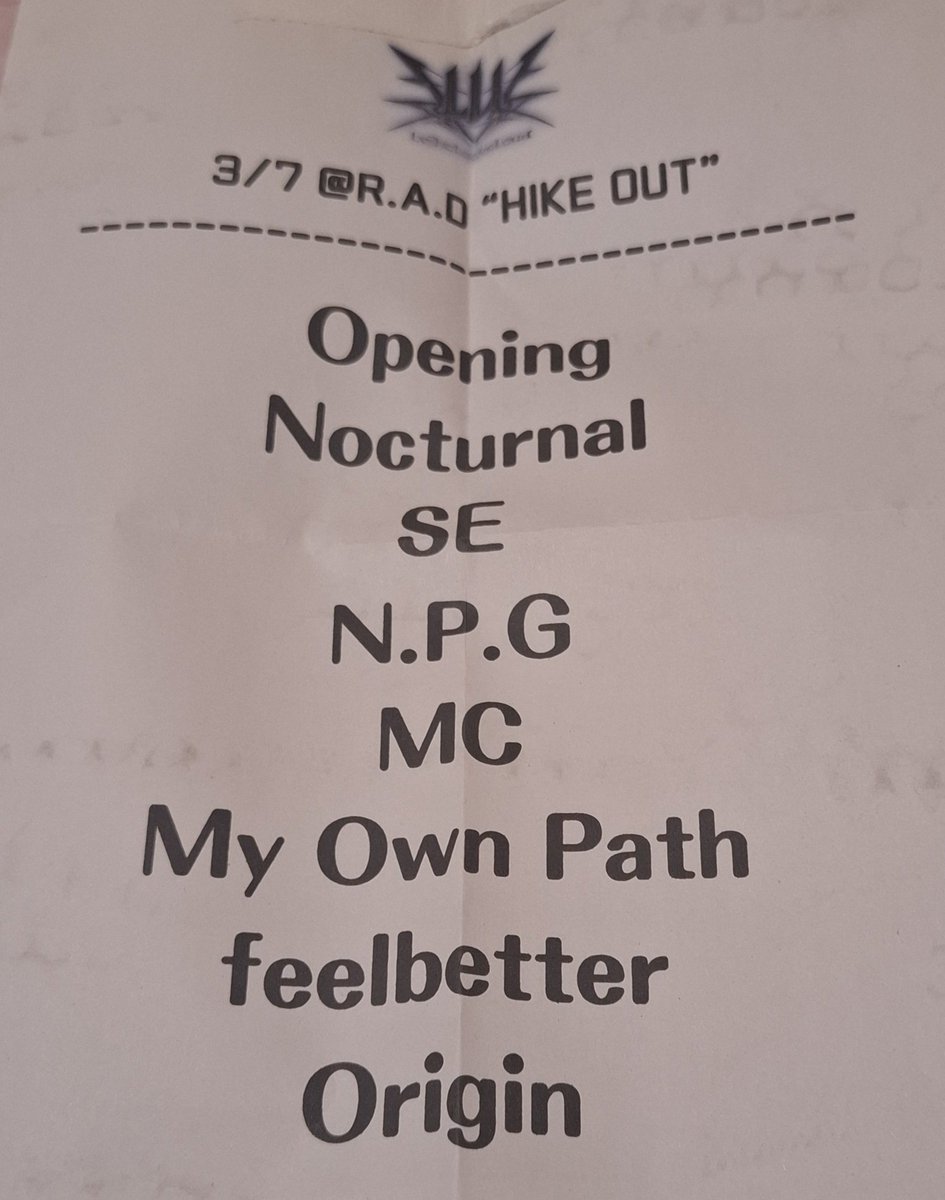 3/7 @R.A.D “HIKE OUT”
Opening
Nocturnal
SE
N.P.G
MC
My Own Path
feelbetter
Origin